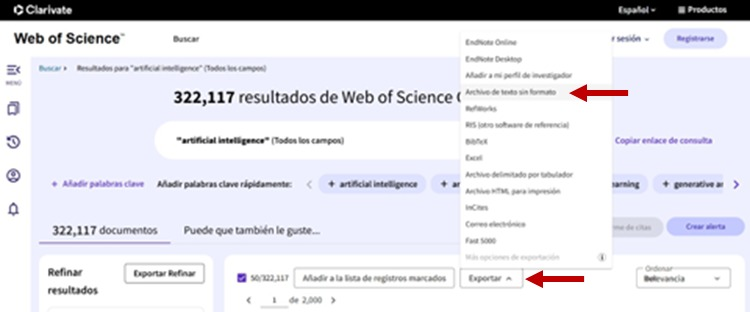 Clarivate
Español
Productos
Web of Science™
Buscar
r sesión
Registrarse
MENÚ
Buscar > Resultados para "artificial intelligence" (Todos los campos)
322,117 resultados de Web of Science
"artificial intelligence" (Todos los campos)
Copiar enlace de consulta
+ Añadir palabras clave
Añadir palabras clave rápidamente:
+ artificial intelligence
+ ar
arning
+ generative ar
322,117 documentos
Puede que también le guste...
me de citas
Crear alerta
EndNote Online
EndNote Desktop
Añadir a mi perfil de investigador
Archivo de texto sin formato
RefWorks
RIS (otro software de referencia)
BibTeX
Excel
Archivo delimitado por tabulador
Archivo HTML para impresión
InCites
Correo electrónico
Fast 5000
Más opciones de exportación
Refinar resultados
Exportar Refinar
50/322,117
Añadir a la lista de registros marcados
Exportar
Ordenar
Relevancia
1 de 2,000